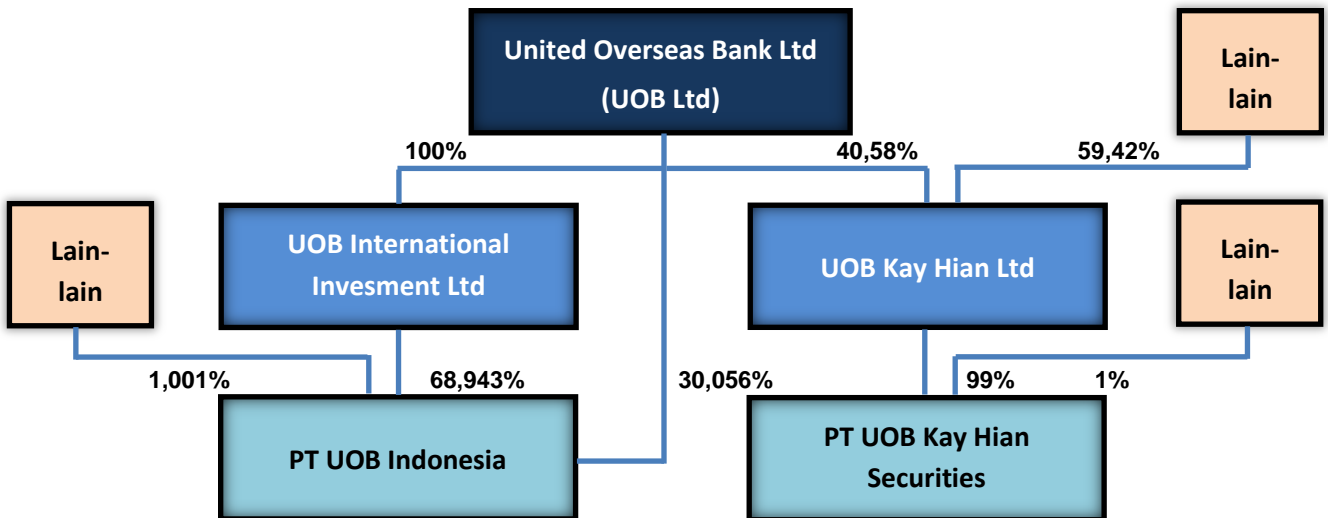 United Overseas Bank Ltd
(UOB Ltd)
Lain-
lain
100%
40,58%
59,42%
Lain-
lain
UOB International
Invesment Ltd
UOB Kay Hian Ltd
Lain-
lain
1,001%
68,943%
30,056%
99%
1%
PT UOB Indonesia
PT UOB Kay Hian
Securities